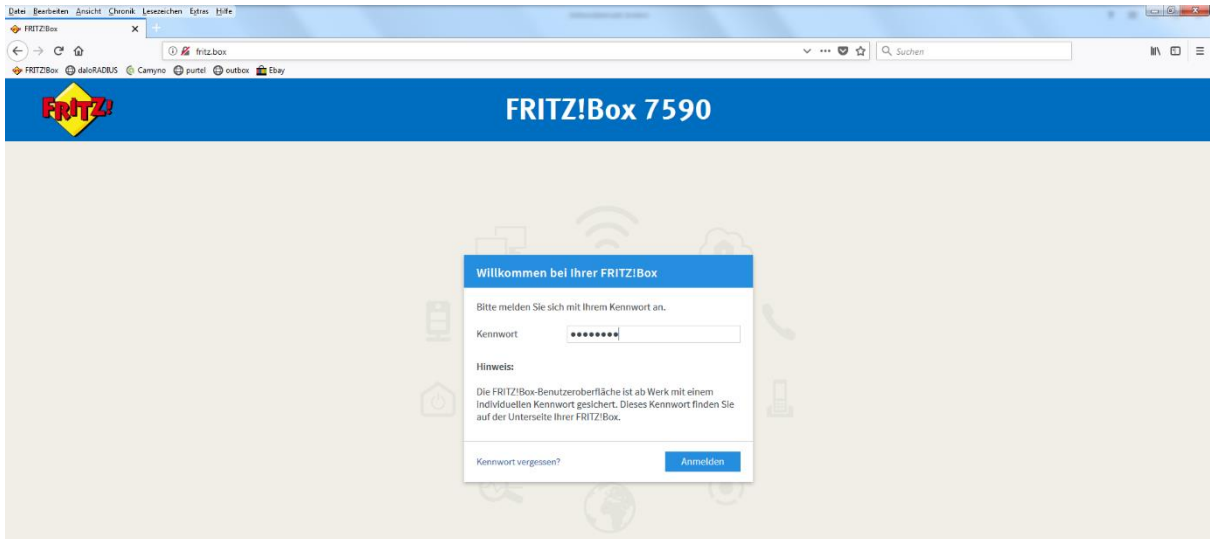 Datei Bearbeiten Ansicht Chronik Lesezeichen Extras Hilfe
FRITZ!Box
fritz.box
Suchen
FRITZ!Box daloRADIUS Camyno purtel outbox Ebay
FRITZ!
FRITZ!Box 7590
Willkommen bei Ihrer FRITZ!Box
Bitte melden Sie sich mit Ihrem Kennwort an.
Kennwort ••••••••
Hinweis:
Die FRITZ!Box-Benutzeroberfläche ist ab Werk mit einem
individuellen Kennwort gesichert. Dieses Kennwort finden Sie
auf der Unterseite Ihrer FRITZ!Box.
Kennwort vergessen? Anmelden